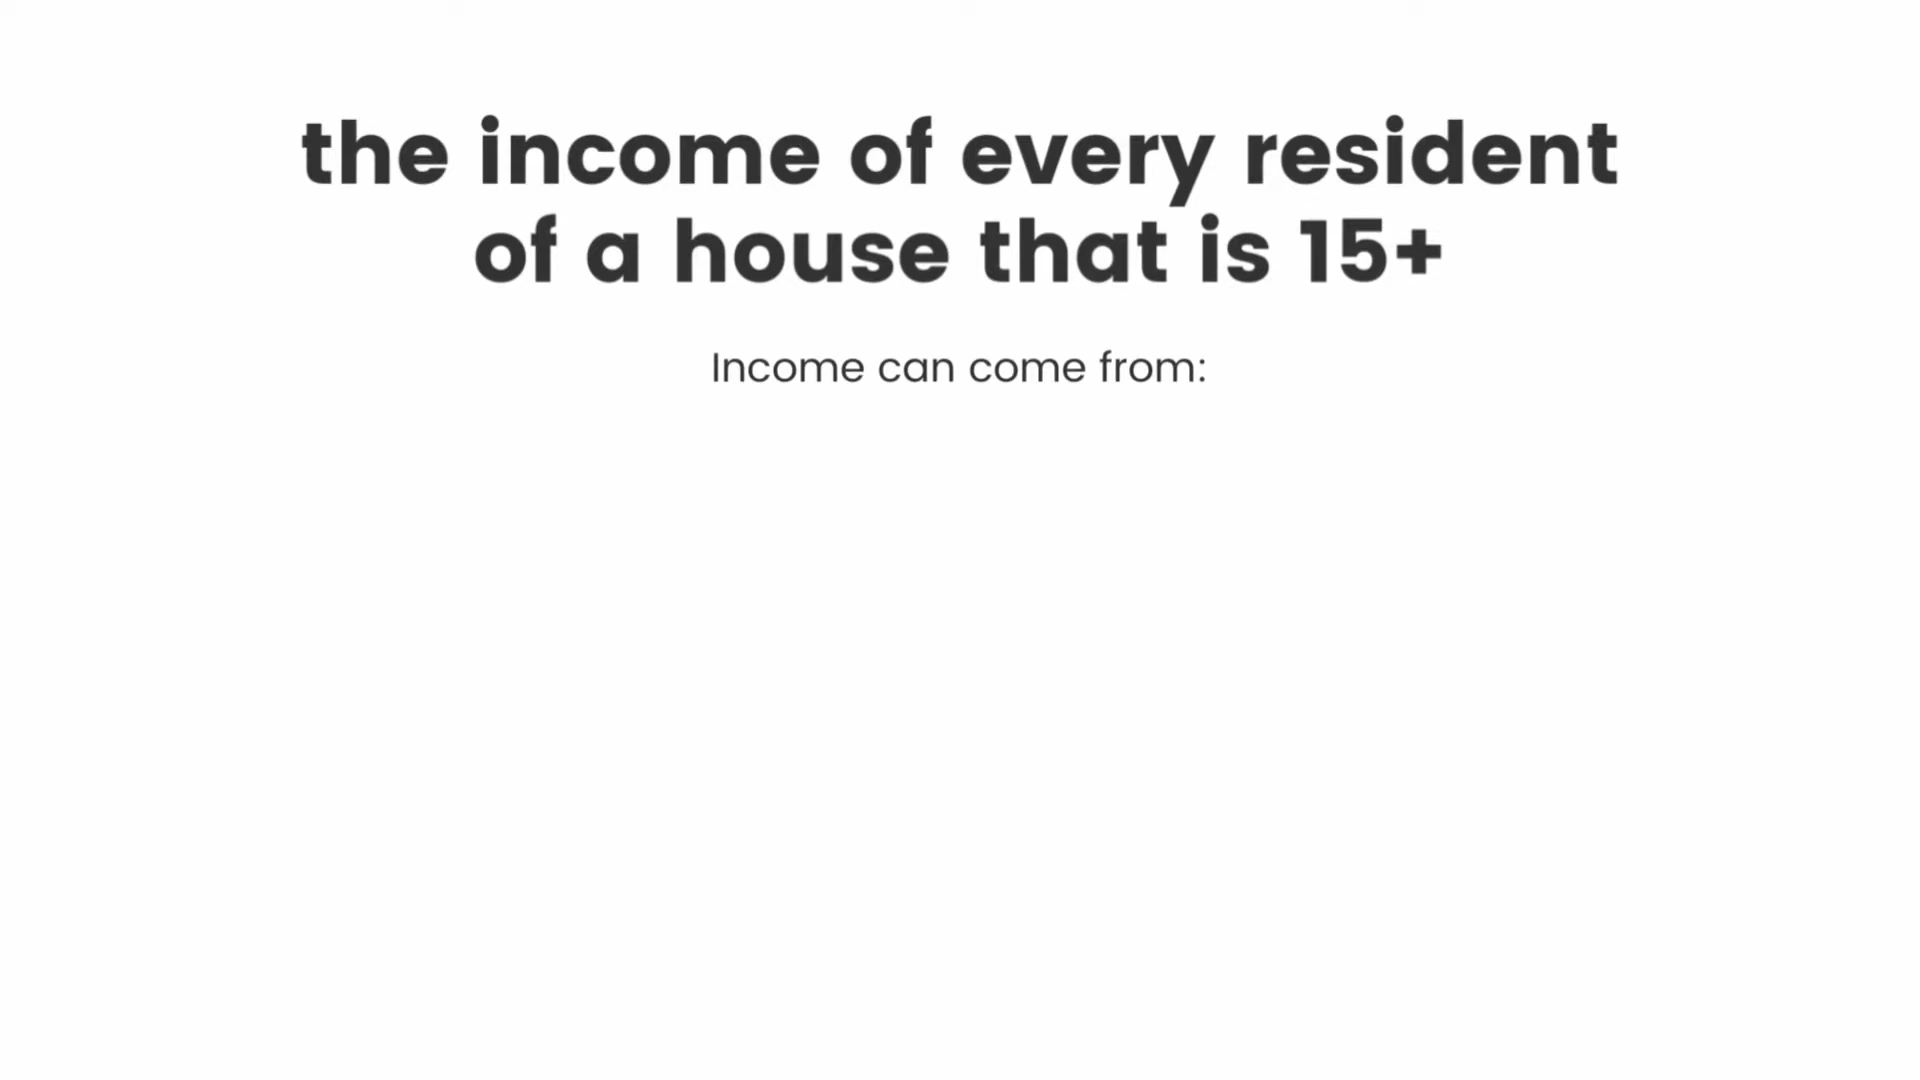 the income of every resident
of a house that is 15+
Income can come from: